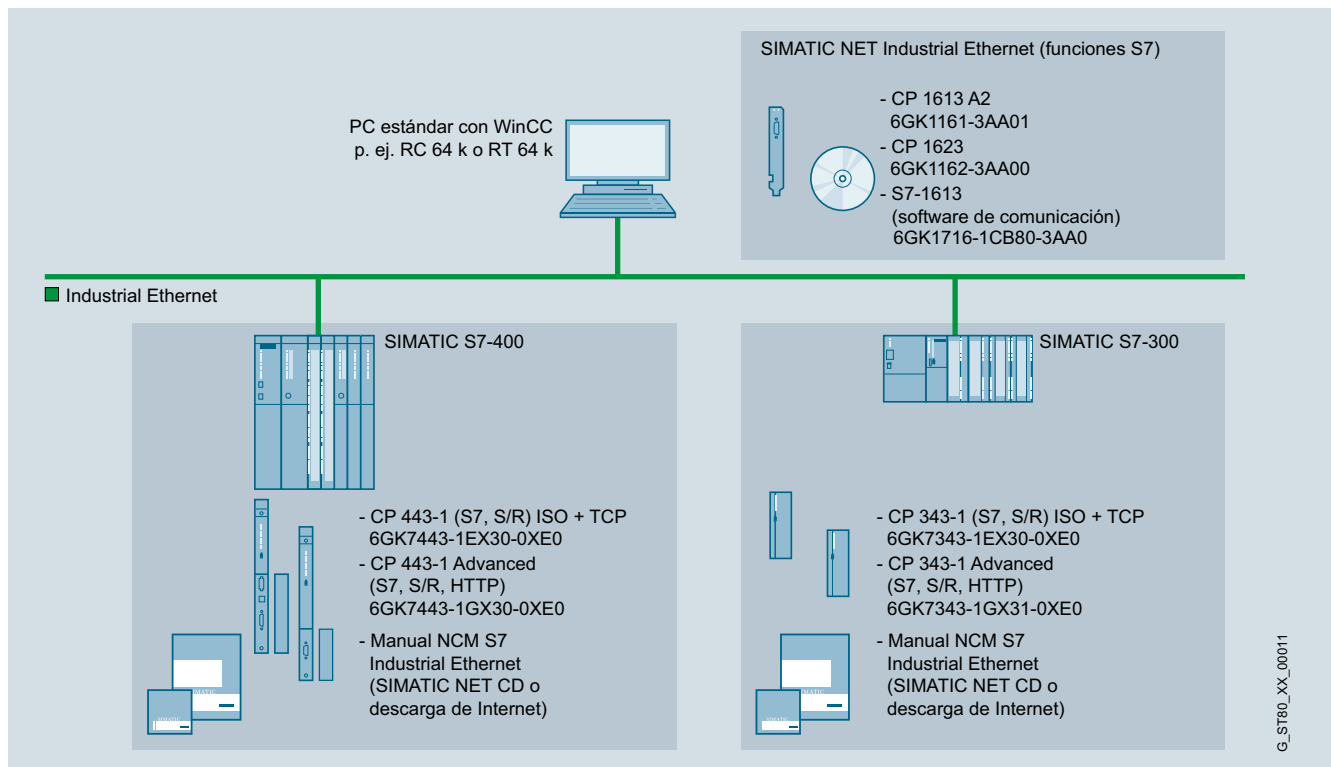 SIMATIC NET Industrial Ethernet (funciones S7)
- CP 1613 A2
6GK1161-3AA01
- CP 1623
6GK1162-3AA00
- S7-1613
(software de comunicación)
6GK1716-1CB80-3AA0
PC estándar con WinCC
p. ej. RC 64 k o RT 64 k
Industrial Ethernet
SIMATIC S7-400
- CP 443-1 (S7, S/R) ISO + TCP
6GK7443-1EX30-0XE0
- CP 443-1 Advanced
(S7, S/R, HTTP)
6GK7443-1GX30-0XE0
- Manual NCM S7
Industrial Ethernet
(SIMATIC NET CD o
descarga de Internet)
SIMATIC
SIMATIC
SIMATIC S7-300
- CP 343-1 (S7, S/R) ISO + TCP
6GK7343-1EX30-0XE0
- CP 343-1 Advanced
(S7, S/R, HTTP)
6GK7343-1GX31-0XE0
- Manual NCM S7
Industrial Ethernet
(SIMATIC NET CD o
descarga de Internet)
SIMATIC
SIMATIC
G_ST80_XX_00011